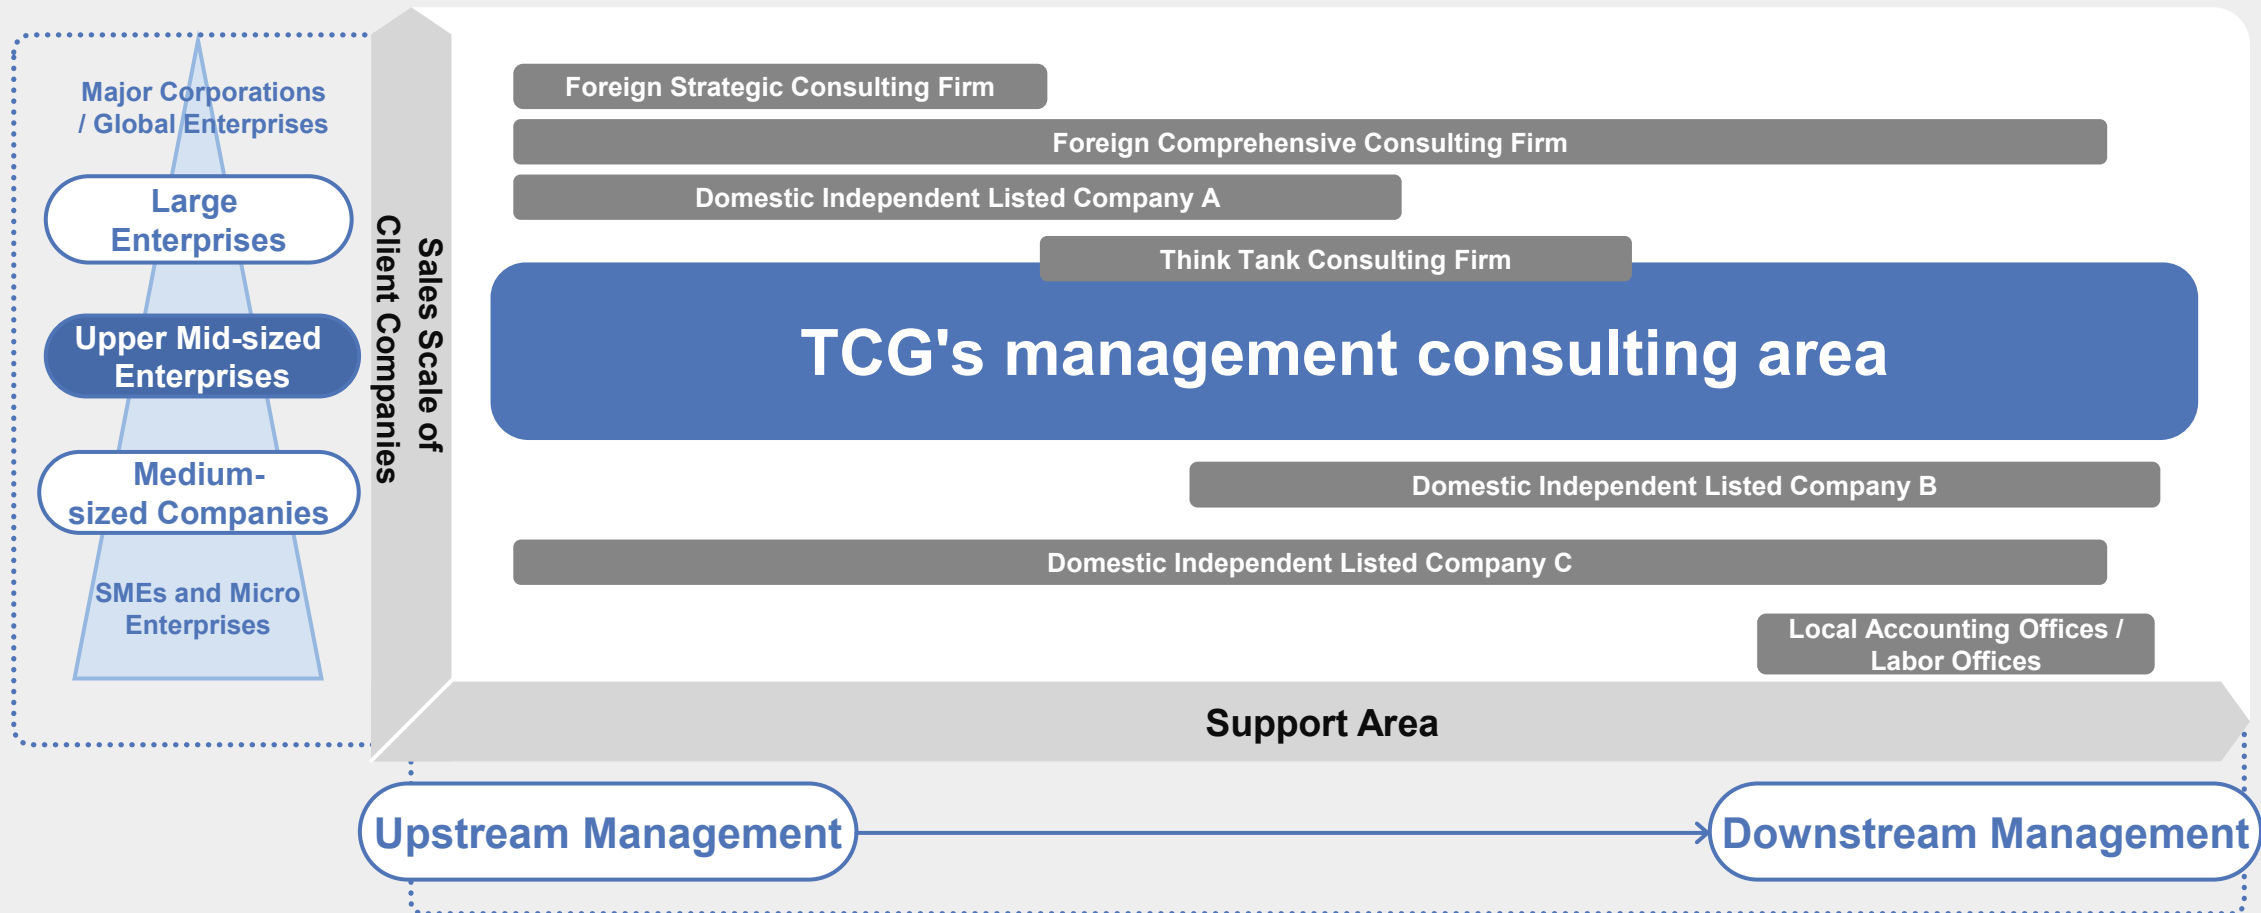 Major Corporations
/ Global Enterprises
Large
Enterprises
Upper Mid-sized
Enterprises
Medium-
sized Companies
SMEs and Micro
Enterprises
Sales Scale of
Client Companies
Foreign Strategic Consulting Firm
Foreign Comprehensive Consulting Firm
Domestic Independent Listed Company A
Think Tank Consulting Firm
TCG's management consulting area
Domestic Independent Listed Company B
Domestic Independent Listed Company C
Local Accounting Offices /
Labor Offices
Support Area
Upstream Management
Downstream Management